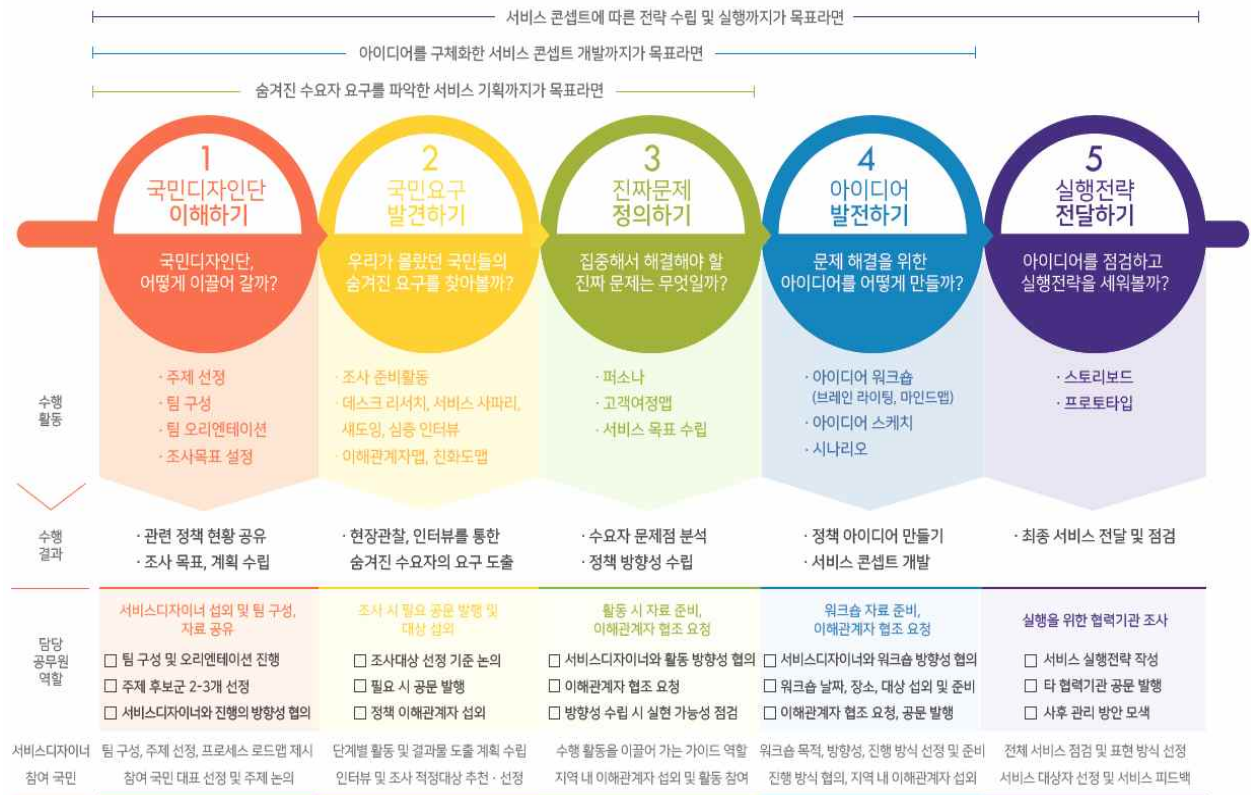 서비스 콘셉트에 따른 전략 수립 및 실행까지가 목표라면
아이디어를 구체화한 서비스 콘셉트 개발까지가 목표라면
숨겨진 수요자 요구를 파악한 서비스 기획까지가 목표라면
1
국민디자인단
이해하기
국민디자인단,
어떻게 이끌어 갈까?
2
국민요구
발견하기
우리가 몰랐던 국민들의
숨겨진 요구를 찾아볼까?
3
진짜문제
정의하기
집중해서 해결해야 할
진짜 문제는 무엇일까?
4
아이디어
발전하기
문제 해결을 위한
아이디어를 어떻게 만들까?
5
실행전략
전달하기
아이디어를 점검하고
실행전략을 세워볼까?
수행
활동
· 주제 선정
· 팀 구성
· 팀 오리엔테이션
· 조사목표 설정
· 조사 준비활동
· 데스크 리서치, 서비스 사파리,
섀도잉, 심층 인터뷰
· 이해관계자맵, 친화도맵
· 퍼소나
· 고객여정맵
· 서비스 목표 수립
· 아이디어 워크숍
(브레인 라이팅, 마인드맵)
· 아이디어 스케치
· 시나리오
· 스토리보드
· 프로토타입
수행
결과
· 관련 정책 현황 공유
· 조사 목표, 계획 수립
· 현장관찰, 인터뷰를 통한
숨겨진 수요자의 요구 도출
· 수요자 문제점 분석
· 정책 방향성 수립
· 정책 아이디어 만들기
· 서비스 콘셉트 개발
· 최종 서비스 전달 및 점검
담당
공무원
역할
서비스디자이너 섭외 및 팀 구성,
자료 공유
□ 팀 구성 및 오리엔테이션 진행
□ 주제 후보군 2-3개 선정
□ 서비스디자이너와 진행의 방향성 협의
조사 시 필요 공문 발행 및
대상 섭외
□ 조사대상 선정 기준 논의
□ 필요 시 공문 발행
□ 정책 이해관계자 섭외
활동 시 자료 준비,
이해관계자 협조 요청
□ 서비스디자이너와 활동 방향성 협의
□ 이해관계자 협조 요청
□ 방향성 수립 시 실현 가능성 점검
워크숍 자료 준비,
이해관계자 협조 요청
□ 서비스디자이너와 워크숍 방향성 협의
□ 워크숍 날짜, 장소, 대상 섭외 및 준비
□ 이해관계자 협조 요청, 공문 발행
실행을 위한 협력기관 조사
□ 서비스 실행전략 작성
□ 타 협력기관 공문 발행
□ 사후 관리 방안 모색
서비스디자이너 팀 구성, 주제 선정, 프로세스 로드맵 제시 단계별 활동 및 결과물 도출 계획 수립 수행 활동을 이끌어 가는 가이드 역할 워크숍 목적, 방향성, 진행 방식 선정 및 준비 전체 서비스 점검 및 표현 방식 선정
참여 국민 참여 국민 대표 선정 및 주제 논의 인터뷰 및 조사 적정대상 추천 · 선정 지역 내 이해관계자 섭외 및 활동 참여 진행 방식 협의, 지역 내 이해관계자 섭외 서비스 대상자 선정 및 서비스 피드백